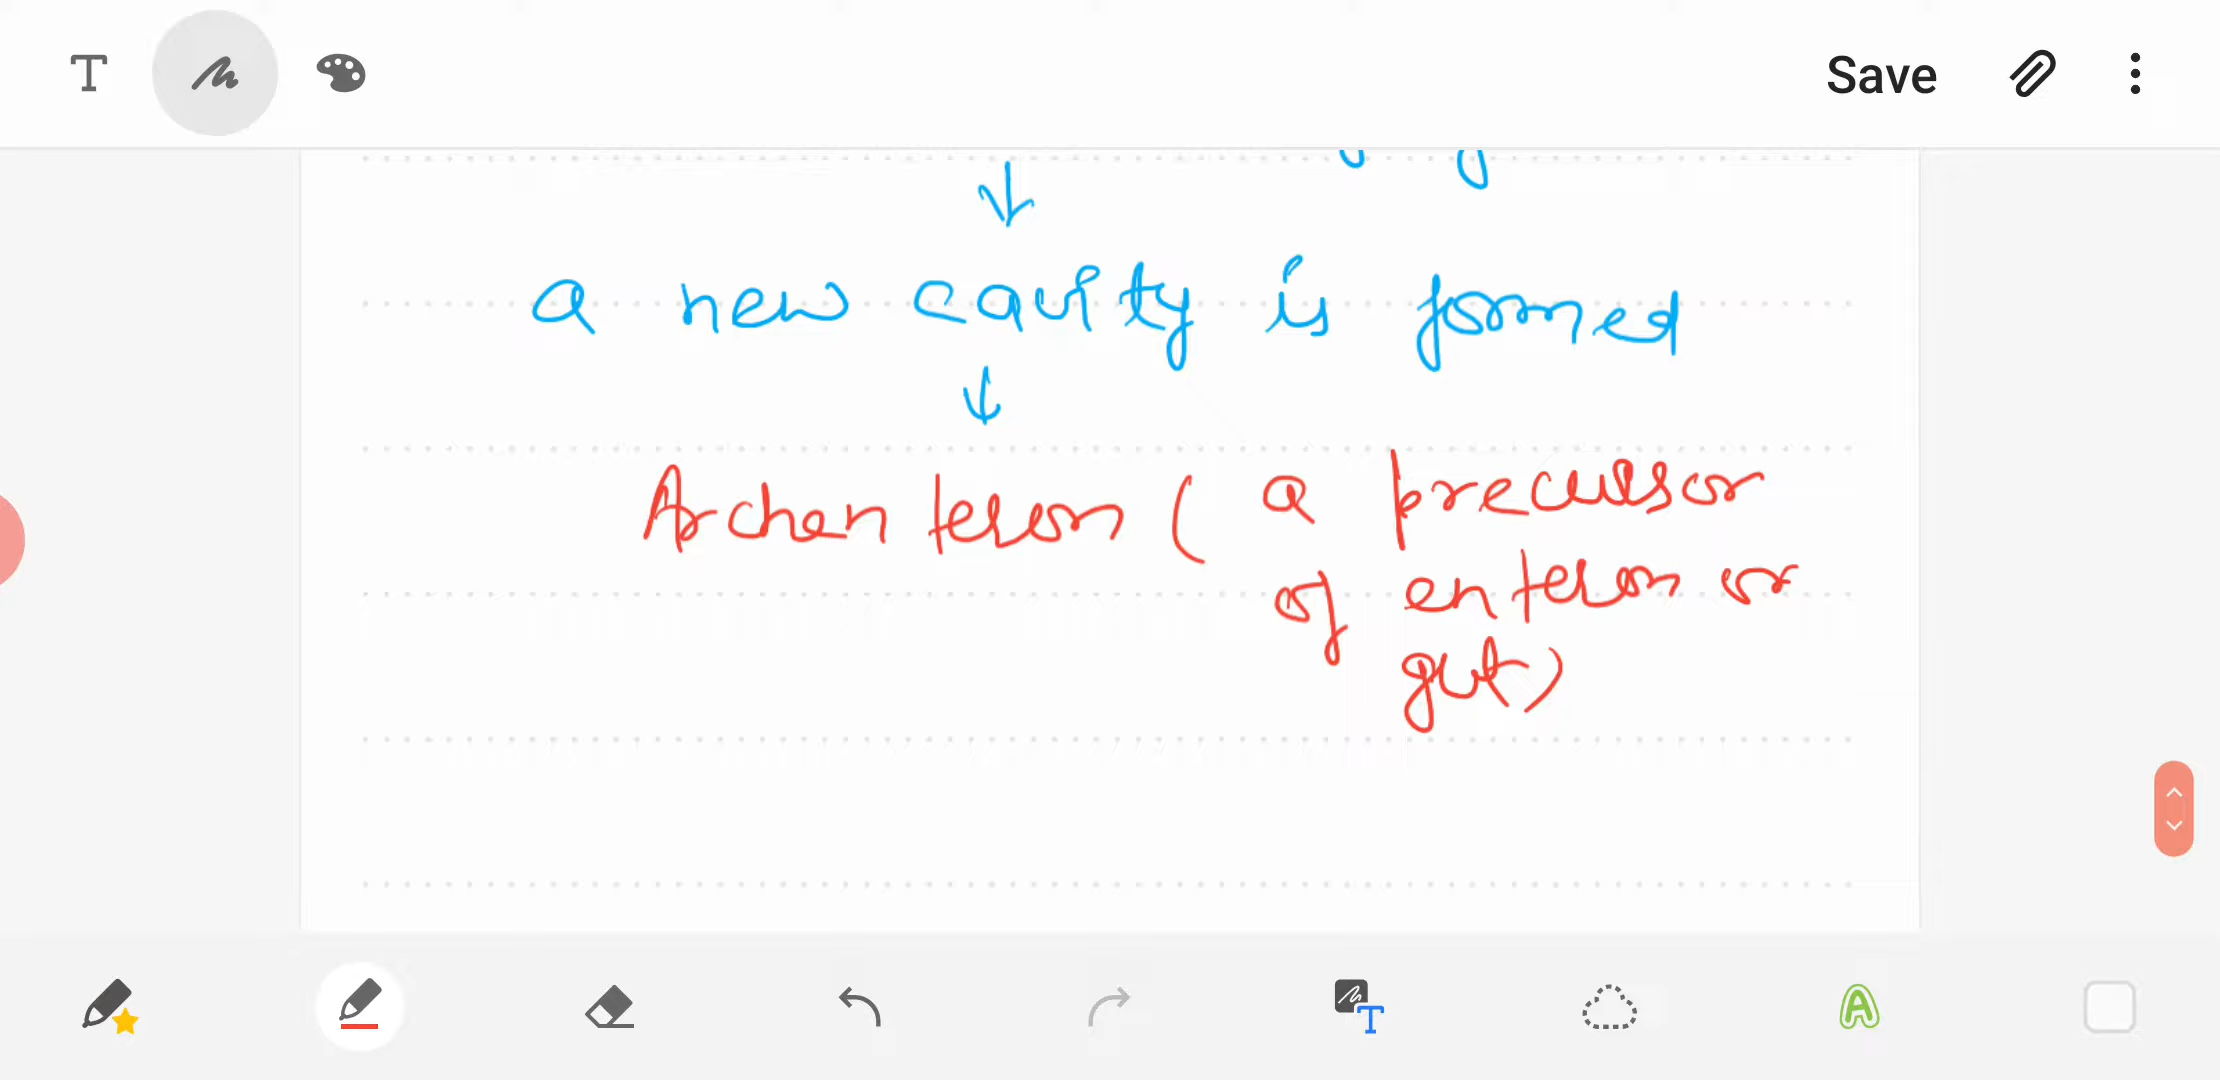 T
Save
↓
a new cavity is formed
↓
Archenteron ( a precursor
of enteron or
gut)
T
A